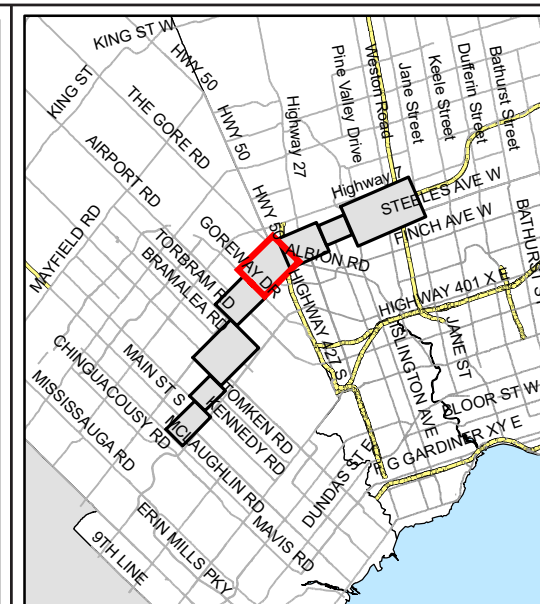 KING ST W
HWY 50
KING ST
THE GORE RD
HWY 50
Highway 27
Pine Valley Drive
Weston Road
Jane Street
Keele Street
Dufferin Street
Bathurst Street
AIRPORT RD
Highway 7
STEELES AVE W
HWY 50
FINCH AVE W
MAYFIELD RD
GOREWAY DR
ALBION RD
TORBRAM RD
BRAMALEA RD
HIGHWAY 427 S
HIGHWAY 401 X E
ISLINGTON AVE
JANE ST
CHINGUACOUSY RD
MAIN ST S
MISSISSAUGA RD
TOMKEN RD
KENNEDY RD
MCLAUGHLIN RD
BLOOR ST W
F G GARDINER XY E
DUNDAS ST E
MAVIS RD
ERIN MILLS PKY
9TH LINE